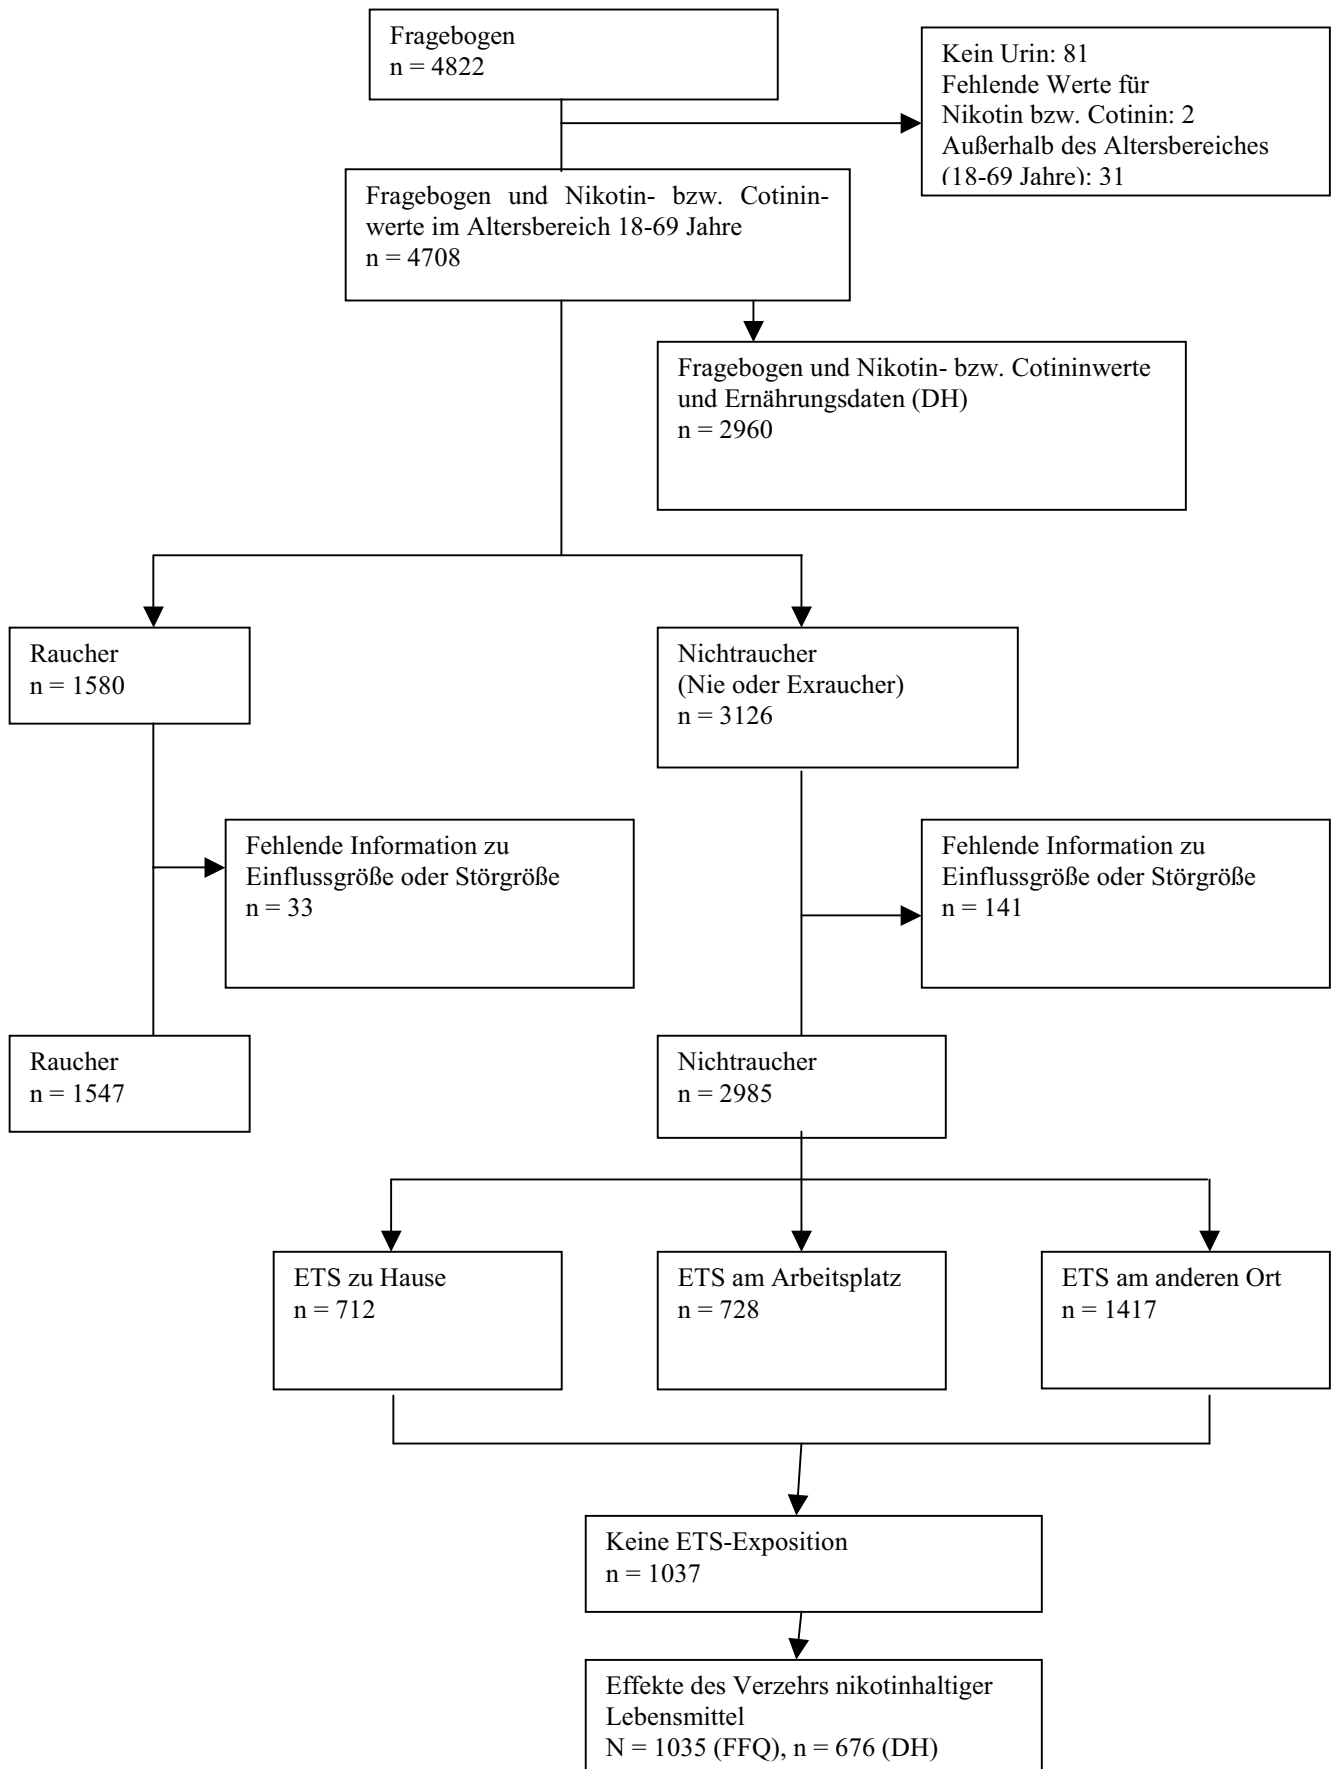 Fragebogen
n = 4822
Kein Urin: 81
Fehlende Werte für
Nikotin bzw. Cotinin: 2
Außerhalb des Altersbereiches
(18-69 Jahre): 31
Fragebogen und Nikotin- bzw. Cotinin-
werte im Altersbereich 18-69 Jahre
n = 4708
Fragebogen und Nikotin- bzw. Cotininwerte
und Ernährungsdaten (DH)
n = 2960
Raucher
n = 1580
Nichtraucher
(Nie oder Exraucher)
n = 3126
Fehlende Information zu
Einflussgröße oder Störgröße
n = 33
Fehlende Information zu
Einflussgröße oder Störgröße
n = 141
Raucher
n = 1547
Nichtraucher
n = 2985
ETS zu Hause
n = 712
ETS am Arbeitsplatz
n = 728
ETS am anderen Ort
n = 1417
Keine ETS-Exposition
n = 1037
Effekte des Verzehrs nikotinhaltiger
Lebensmittel
N = 1035 (FFQ), n = 676 (DH)